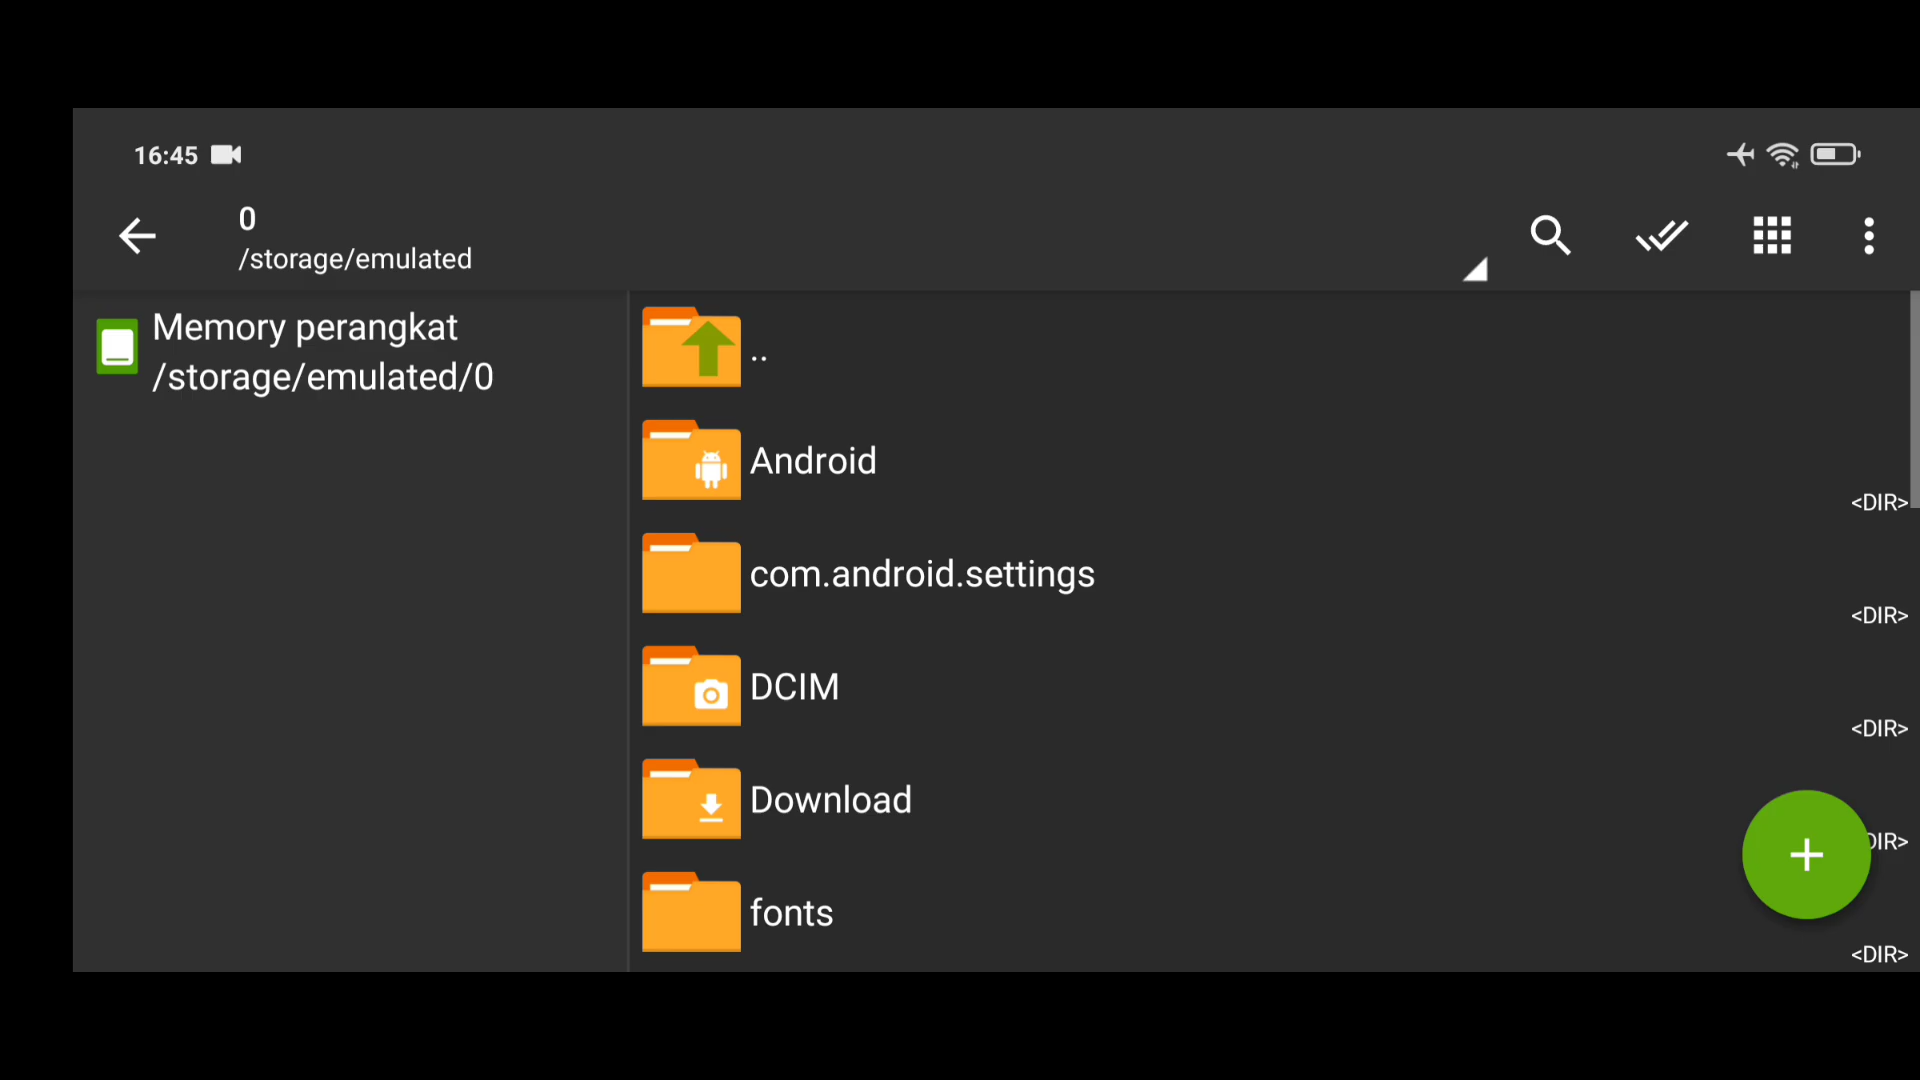 16:45
0
/storage/emulated
Memory perangkat
/storage/emulated/0
..
Android
<DIR>
com.android.settings
<DIR>
DCIM
<DIR>
Download
DIR>
fonts
<DIR>